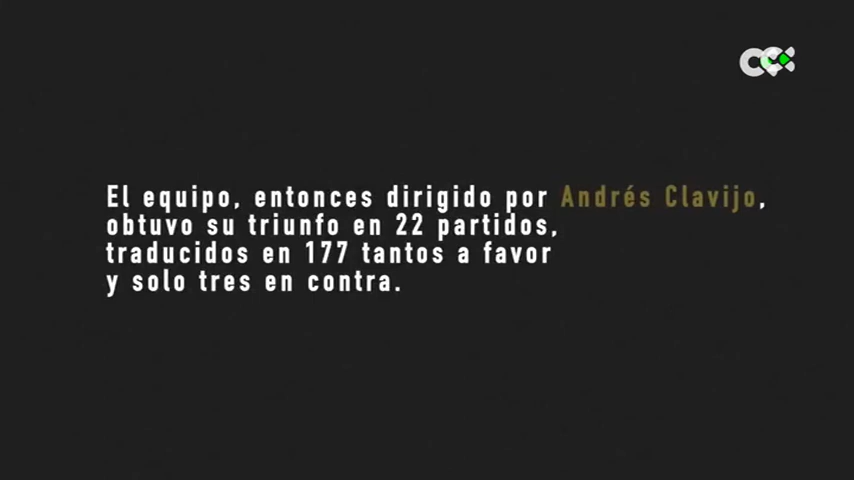 El equipo, entonces dirigido por Andrés Clavijo,
obtuvo su triunfo en 22 partidos,
traducidos en 177 tantos a favor
y solo tres en contra.